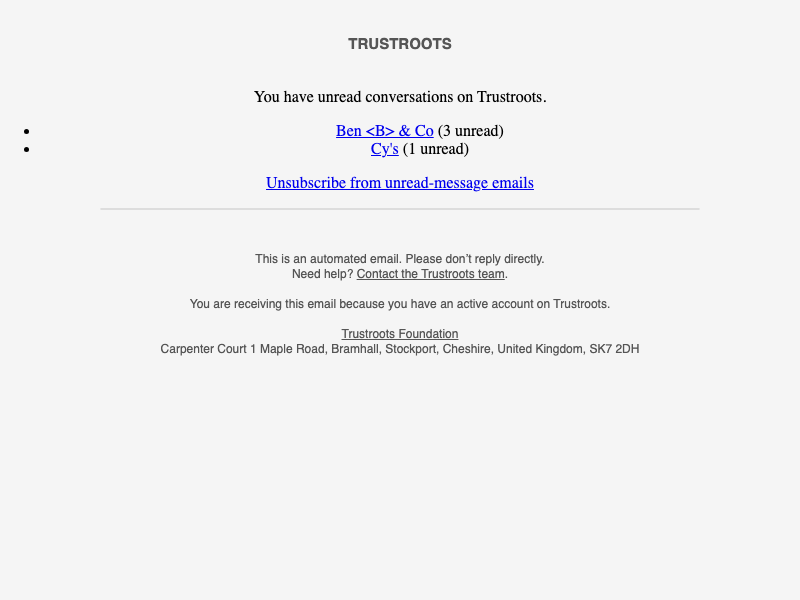 TRUSTROOTS
You have unread conversations on Trustroots.
Ben <B> & Co (3 unread)
Cy's (1 unread)
Unsubscribe from unread-message emails
This is an automated email. Please don’t reply directly.
Need help? Contact the Trustroots team.
You are receiving this email because you have an active account on Trustroots.
Trustroots Foundation
Carpenter Court 1 Maple Road, Bramhall, Stockport, Cheshire, United Kingdom, SK7 2DH